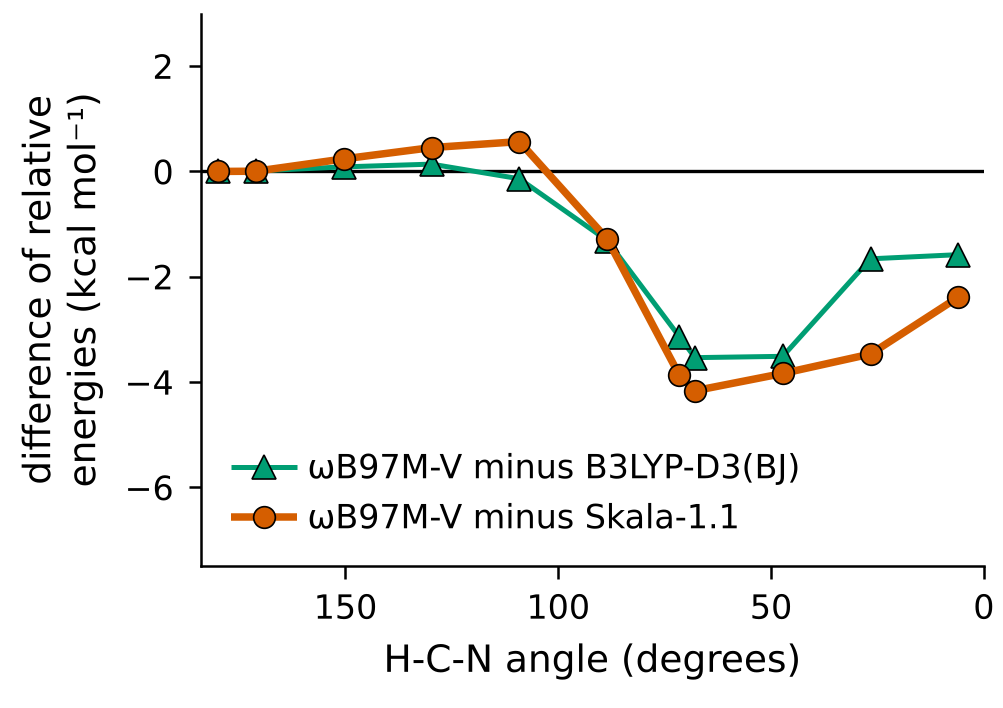 difference of relative
energies (kcal mol⁻¹)
2
0
−2
−4
−6
ωB97M-V minus B3LYP-D3(BJ)
ωB97M-V minus Skala-1.1
150
100
50
0
H-C-N angle (degrees)